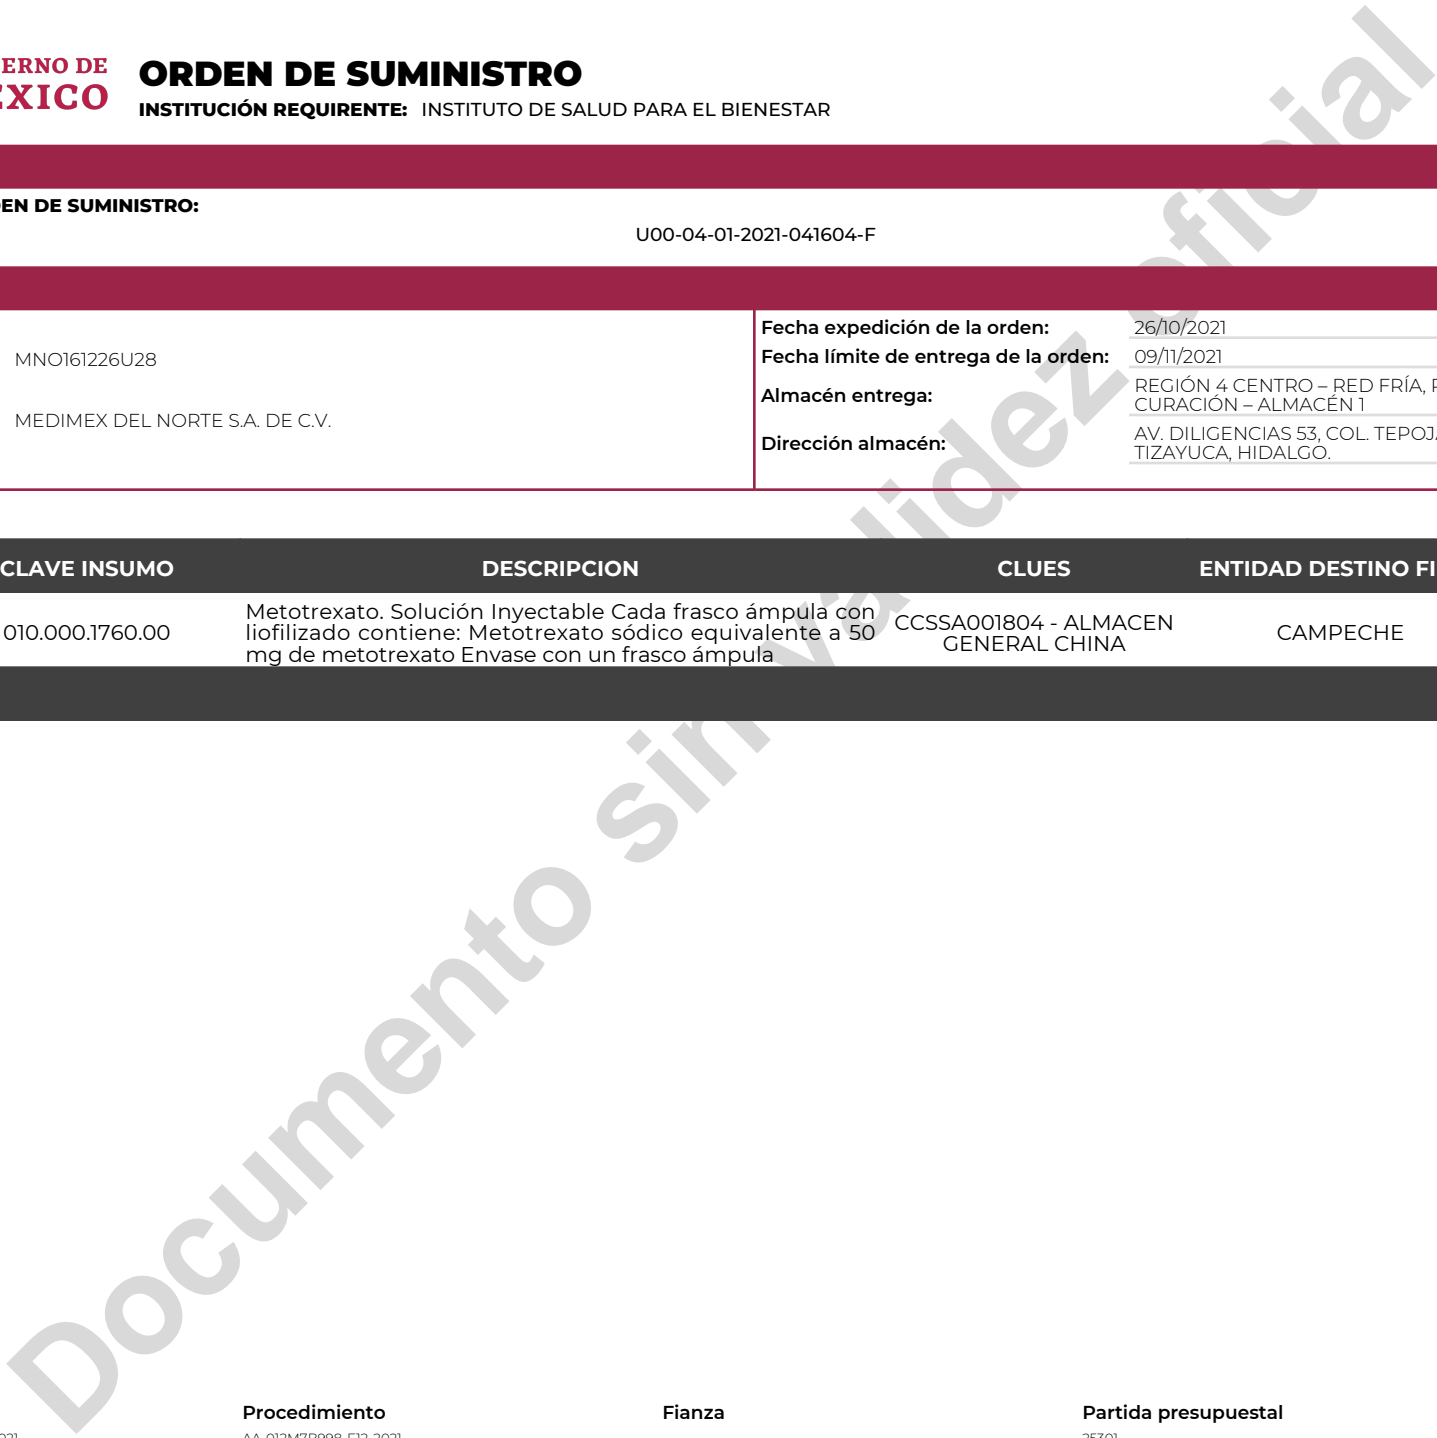 ERNO DE
ÉXICO
ORDEN DE SUMINISTRO
INSTITUCIÓN REQUIRENTE: INSTITUTO DE SALUD PARA EL BIENESTAR
EN DE SUMINISTRO:
U00-04-01-2021-041604-F
MNO161226U28
MEDIMEX DEL NORTE S.A. DE C.V.
Fecha expedición de la orden: 26/10/2021
Fecha límite de entrega de la orden: 09/11/2021
Almacén entrega: REGIÓN 4 CENTRO – RED FRÍA,
CURACIÓN – ALMACÉN 1
Dirección almacén: AV. DILIGENCIAS 53, COL. TEPOJ
TIZAYUCA, HIDALGO.
CLAVE INSUMO DESCRIPCION CLUES ENTIDAD DESTINO FI
010.000.1760.00
Metotrexato. Solución Inyectable Cada frasco ámpula con
liofilizado contiene: Metotrexato sódico equivalente a 50
mg de metotrexato Envase con un frasco ámpula
CCSSA001804 - ALMACEN
GENERAL CHINA
CAMPECHE
Documento sin validez oficial
Procedimiento Fianza Partida presupuestal